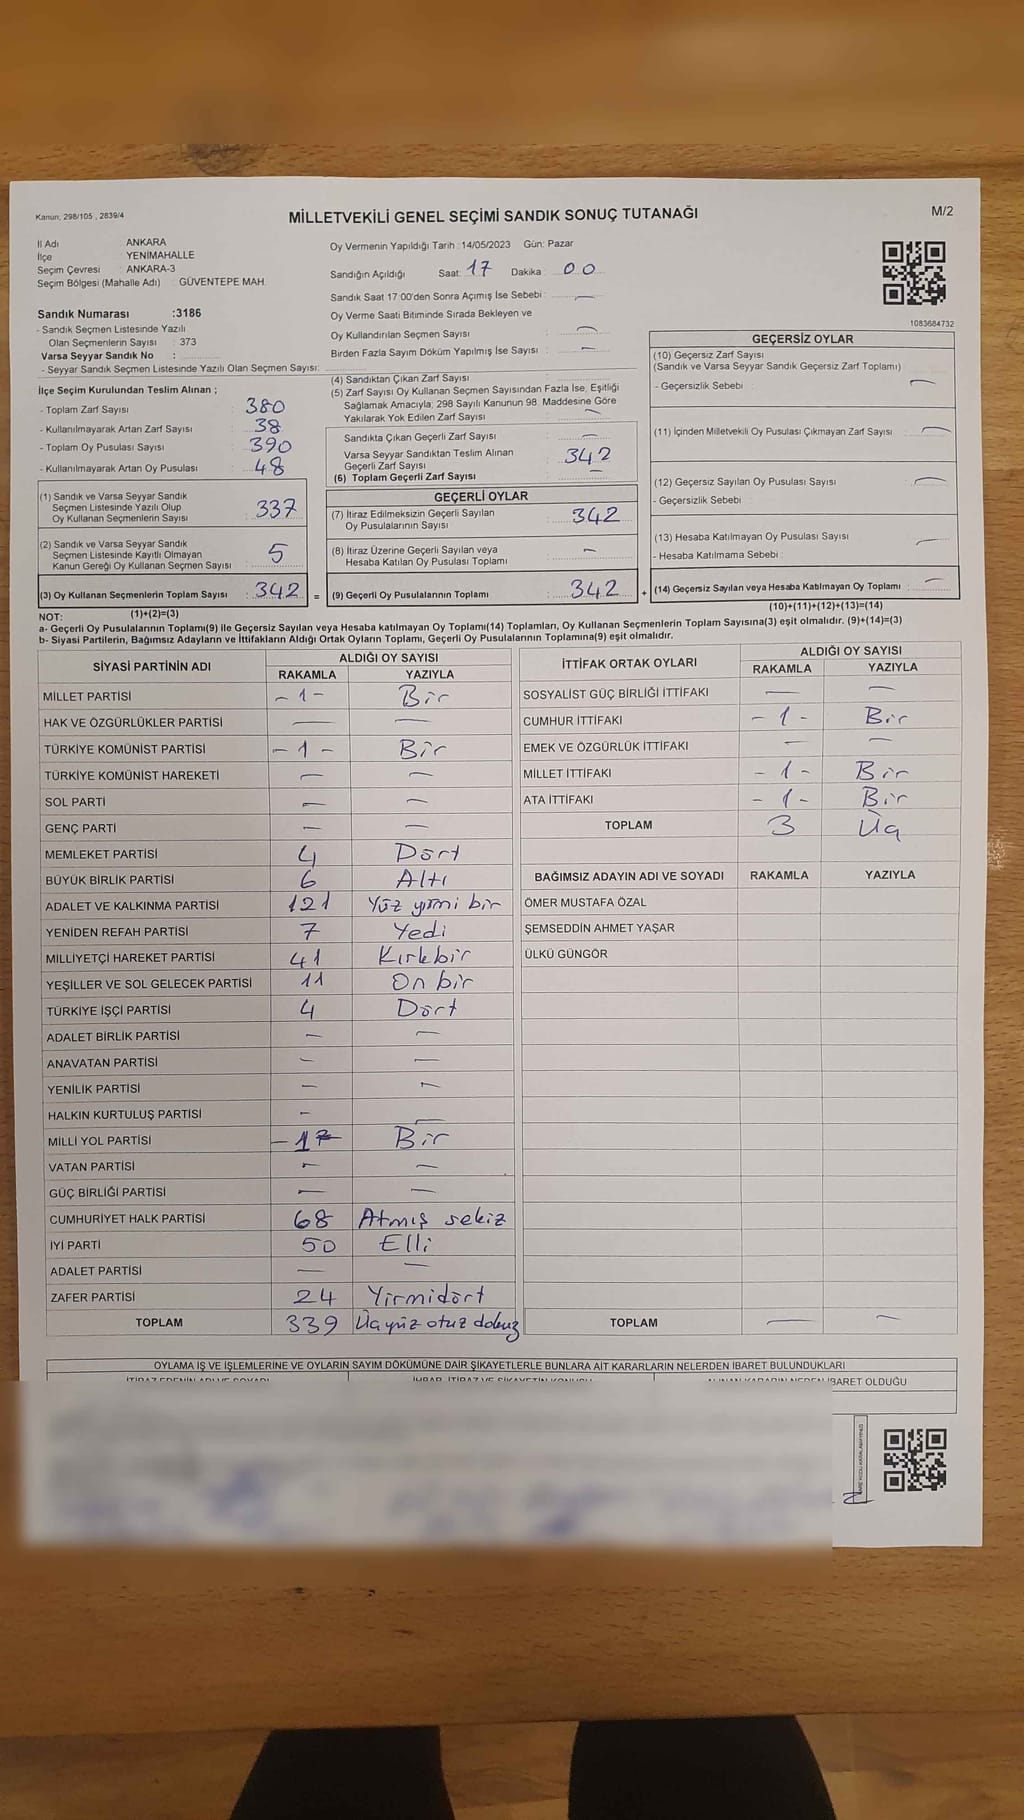 Kanun, 298/105 , 2839/4
MİLLETVEKİLİ GENEL SEÇİMİ SANDIK SONUÇ TUTANAĞI
M/2
İl Adı : ANKARA
İlçe : YENİMAHALLE
Seçim Çevresi : ANKARA-3
Seçim Bölgesi (Mahalle Adı) : GÜVENTEPE MAH.
Oy Vermenin Yapıldığı Tarih : 14/05/2023 Gün: Pazar
Sandığın Açıldığı Saat: 17 Dakika : 00
Sandık Saat 17:00'den Sonra Açımış İse Sebebi : —
Oy Verme Saati Bitiminde Sırada Bekleyen ve
Oy Kullandırılan Seçmen Sayısı : —
Birden Fazla Sayım Döküm Yapılmış İse Sayısı : —
Sandık Numarası :3186
- Sandık Seçmen Listesinde Yazılı
Olan Seçmenlerin Sayısı : 373
Varsa Seyyar Sandık No :
- Seyyar Sandık Seçmen Listesinde Yazılı Olan Seçmen Sayısı:
1083684732
İlçe Seçim Kurulundan Teslim Alınan ;
- Toplam Zarf Sayısı : 380
- Kullanılmayarak Artan Zarf Sayısı : 38
- Toplam Oy Pusulası Sayısı : 390
- Kullanılmayarak Artan Oy Pusulası : 48
(1) Sandık ve Varsa Seyyar Sandık
Seçmen Listesinde Yazılı Olup
Oy Kullanan Seçmenlerin Sayısı : 337
(2) Sandık ve Varsa Seyyar Sandık
Seçmen Listesinde Kayıtlı Olmayan
Kanun Gereği Oy Kullanan Seçmen Sayısı : 5
(3) Oy Kullanan Seçmenlerin Toplam Sayısı : 342 =
(1)+(2)=(3)
(4) Sandıktan Çıkan Zarf Sayısı :
(5) Zarf Sayısı Oy Kullanan Seçmen Sayısından Fazla İse, Eşitliği
Sağlamak Amacıyla; 298 Sayılı Kanunun 98. Maddesine Göre
Yakılarak Yok Edilen Zarf Sayısı : —
Sandıkta Çıkan Geçerli Zarf Sayısı : —
Varsa Seyyar Sandıktan Teslim Alınan
Geçerli Zarf Sayısı : 342
(6) Toplam Geçerli Zarf Sayısı : —
GEÇERLİ OYLAR
(7) İtiraz Edilmeksizin Geçerli Sayılan
Oy Pusulalarının Sayısı : 342
(8) İtiraz Üzerine Geçerli Sayılan veya
Hesaba Katılan Oy Pusulası Toplamı : —
(9) Geçerli Oy Pusulalarının Toplamı : 342 +
GEÇERSİZ OYLAR
(10) Geçersiz Zarf Sayısı
(Sandık ve Varsa Seyyar Sandık Geçersiz Zarf Toplamı)
- Geçersizlik Sebebi : —
(11) İçinden Milletvekili Oy Pusulası Çıkmayan Zarf Sayısı : —
(12) Geçersiz Sayılan Oy Pusulası Sayısı : —
- Geçersizlik Sebebi :
(13) Hesaba Katılmayan Oy Pusulası Sayısı : —
- Hesaba Katılmama Sebebi :
(14) Geçersiz Sayılan veya Hesaba Katılmayan Oy Toplamı : —
(10)+(11)+(12)+(13)=(14)
NOT:
a- Geçerli Oy Pusulalarının Toplamı(9) ile Geçersiz Sayılan veya Hesaba katılmayan Oy Toplamı(14) Toplamları, Oy Kullanan Seçmenlerin Toplam Sayısına(3) eşit olmalıdır. (9)+(14)=(3)
b- Siyasi Partilerin, Bağımsız Adayların ve İttifakların Aldığı Ortak Oyların Toplamı, Geçerli Oy Pusulalarının Toplamına(9) eşit olmalıdır.
SİYASİ PARTİNİN ADI ALDIĞI OY SAYISI
RAKAMLA YAZIYLA
MİLLET PARTİSİ -1- Bir
HAK VE ÖZGÜRLÜKLER PARTİSİ — —
TÜRKİYE KOMÜNİST PARTİSİ -1- Bir
TÜRKİYE KOMÜNİST HAREKETİ — —
SOL PARTİ — —
GENÇ PARTİ — —
MEMLEKET PARTİSİ 4 Dört
BÜYÜK BİRLİK PARTİSİ 6 Altı
ADALET VE KALKINMA PARTİSİ 121 Yüz yirmi bir
YENİDEN REFAH PARTİSİ 7 Yedi
MİLLİYETÇİ HAREKET PARTİSİ 41 Kırkbir
YEŞİLLER VE SOL GELECEK PARTİSİ 11 On bir
TÜRKİYE İŞÇİ PARTİSİ 4 Dört
ADALET BİRLİK PARTİSİ — —
ANAVATAN PARTİSİ — —
YENİLİK PARTİSİ — —
HALKIN KURTULUŞ PARTİSİ — —
MİLLİ YOL PARTİSİ -1- Bir
VATAN PARTİSİ — —
GÜÇ BİRLİĞİ PARTİSİ — —
CUMHURİYET HALK PARTİSİ 68 Atmış sekiz
İYİ PARTİ 50 Elli
ADALET PARTİSİ — —
ZAFER PARTİSİ 24 Yirmidört
TOPLAM 339 Üçyüz otuz dokuz
İTTİFAK ORTAK OYLARI ALDIĞI OY SAYISI
RAKAMLA YAZIYLA
SOSYALİST GÜÇ BİRLİĞİ İTTİFAKI — —
CUMHUR İTTİFAKI -1- Bir
EMEK VE ÖZGÜRLÜK İTTİFAKI — —
MİLLET İTTİFAKI -1- Bir
ATA İTTİFAKI -1- Bir
TOPLAM 3 Üç
BAĞIMSIZ ADAYIN ADI VE SOYADI RAKAMLA YAZIYLA
ÖMER MUSTAFA ÖZAL
ŞEMSEDDİN AHMET YAŞAR
ÜLKÜ GÜNGÖR
TOPLAM — —
OYLAMA İŞ VE İŞLEMLERİNE VE OYLARIN SAYIM DÖKÜMÜNE DAİR ŞİKAYETLERLE BUNLARA AİT KARARLARIN NELERDEN İBARET BULUNDUKLARI
İTİRAZ EDENİN ADI VE SOYADI İHBAR, İTİRAZ VE ŞİKAYETİN KONUSU ALINAN KARARIN NEDEN İBARET OLDUĞU